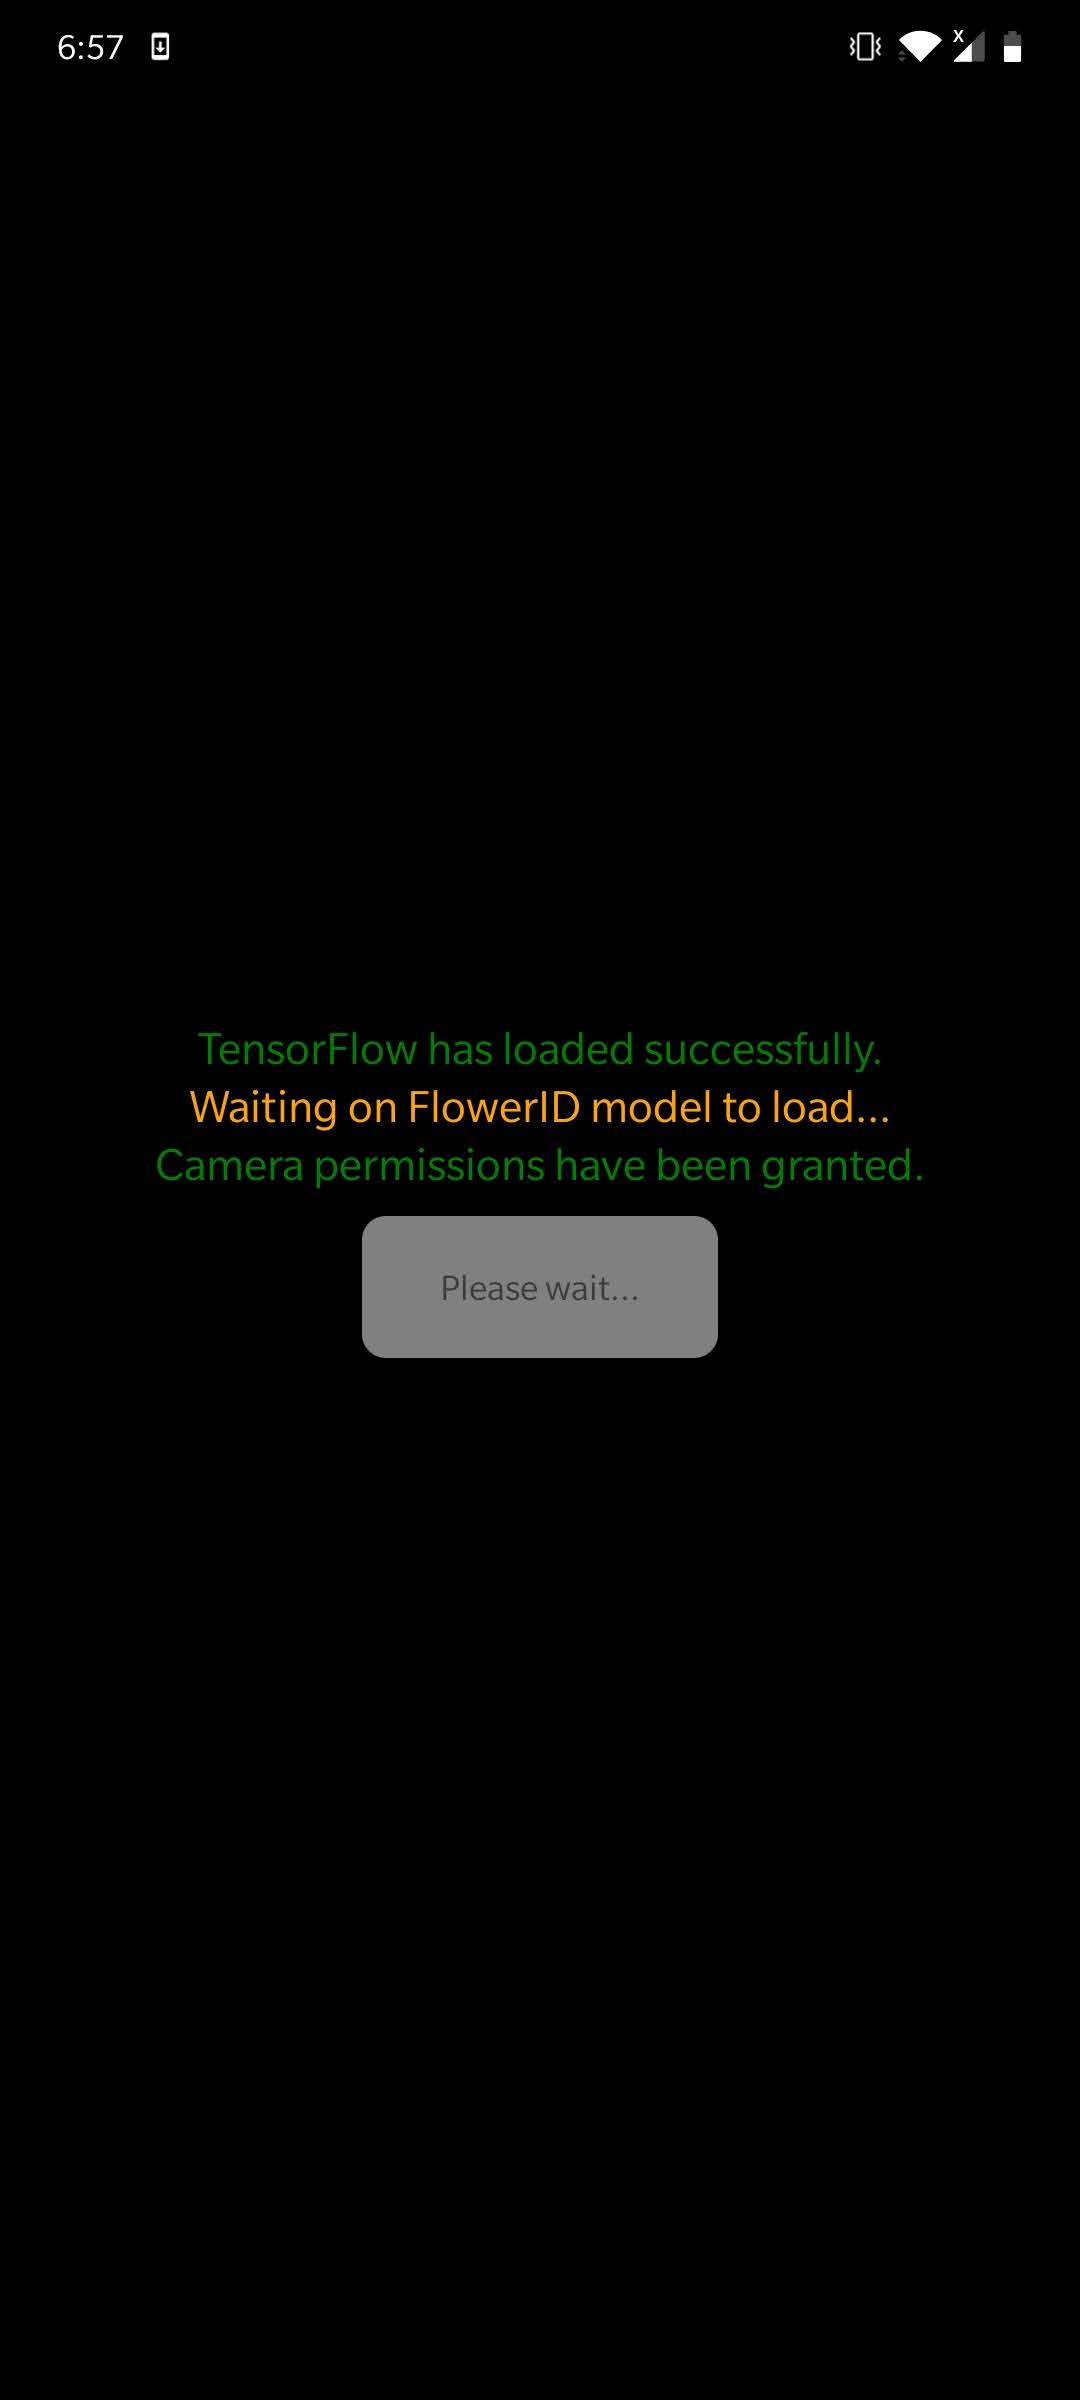 6:57
TensorFlow has loaded successfully.
Waiting on FlowerID model to load...
Camera permissions have been granted.
Please wait...